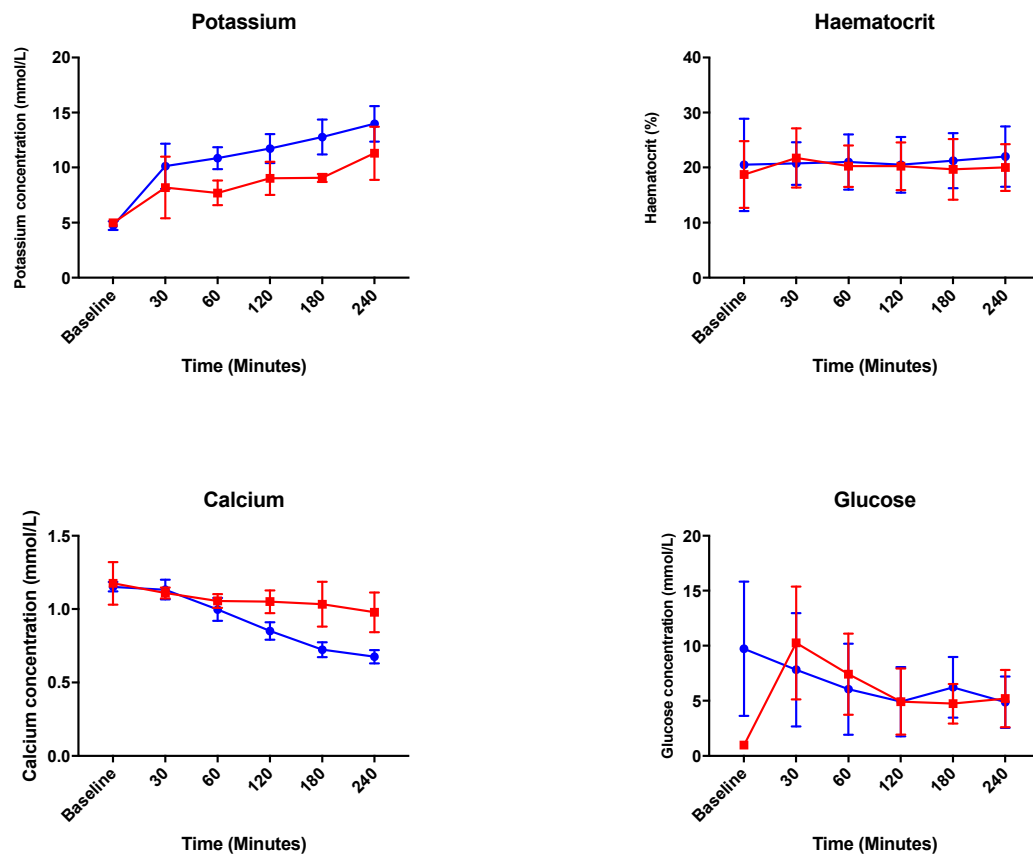 Potassium
Potassium concentration (mmol/L)
20
15
10
5
0
Baseline
30
60
120
180
240
Time (Minutes)
Haematocrit
Haematocrit (%)
40
30
20
10
0
Baseline
30
60
120
180
240
Time (Minutes)
Calcium
Calcium concentration (mmol/L)
1.5
1.0
0.5
0.0
Baseline
30
60
120
180
240
Time (Minutes)
Glucose
Glucose concentration (mmol/L)
20
15
10
5
0
Baseline
30
60
120
180
240
Time (Minutes)